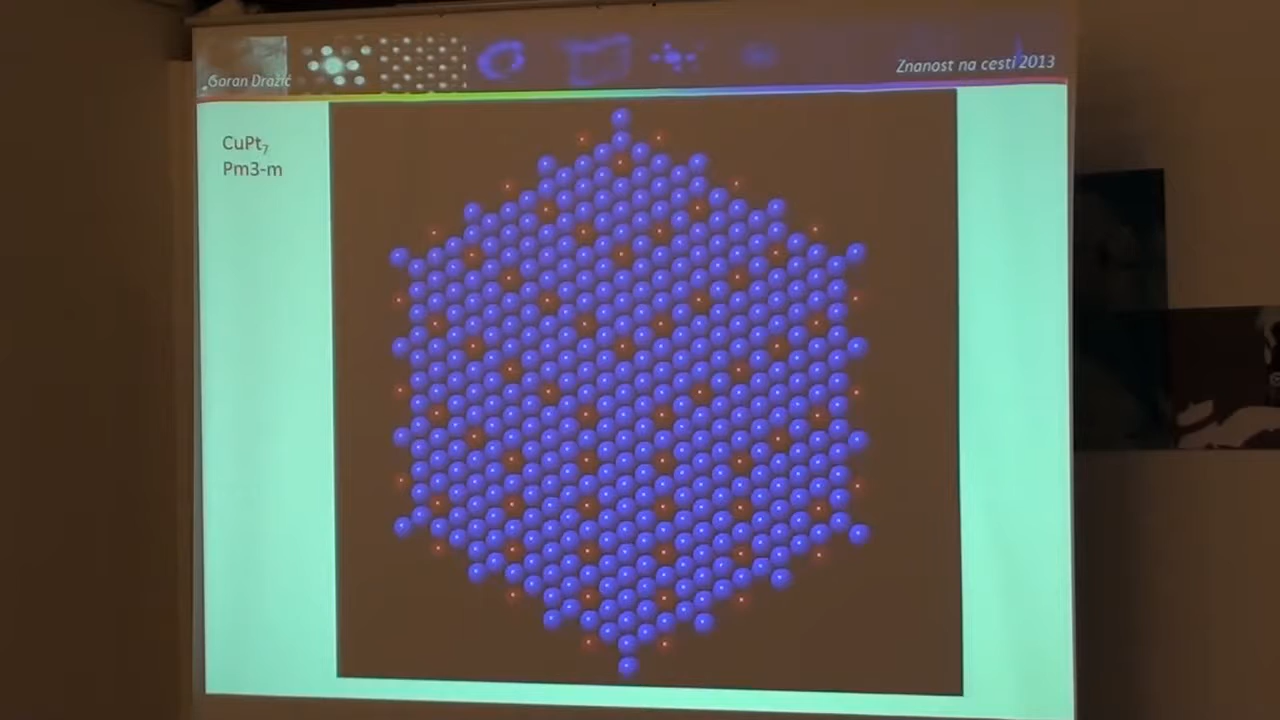 Goran Dražić
Znanost na cesti 2013
CuPt₇
Pm3-m